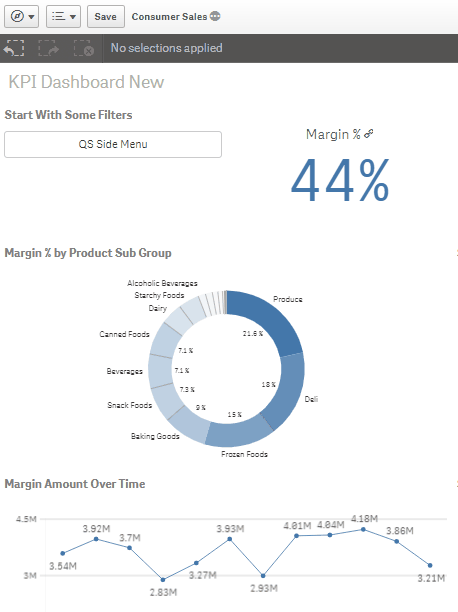 Save Consumer Sales
No selections applied
KPI Dashboard New
Start With Some Filters
QS Side Menu
Margin %
44%
Margin % by Product Sub Group
Alcoholic Beverages
Starchy Foods
Dairy
Canned Foods
Beverages
Snack Foods
Baking Goods
Frozen Foods
Deli
Produce
21.6 %
18 %
15 %
9 %
7.3 %
7.1 %
7.1 %
Margin Amount Over Time
4.5M
3M
3.54M
3.92M
3.7M
2.83M
3.27M
3.93M
2.93M
4.01M
4.04M
4.18M
3.86M
3.21M